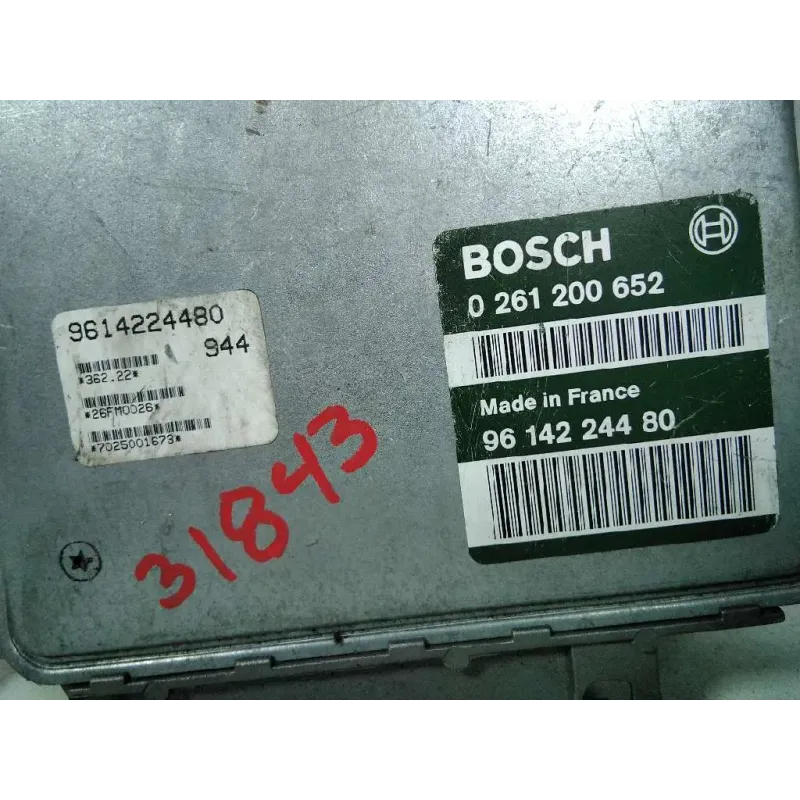 9614224480
944
*362.22*
*26FM0026*
*7025001673*
31843
BOSCH
0 261 200 652
Made in France
96 142 244 80